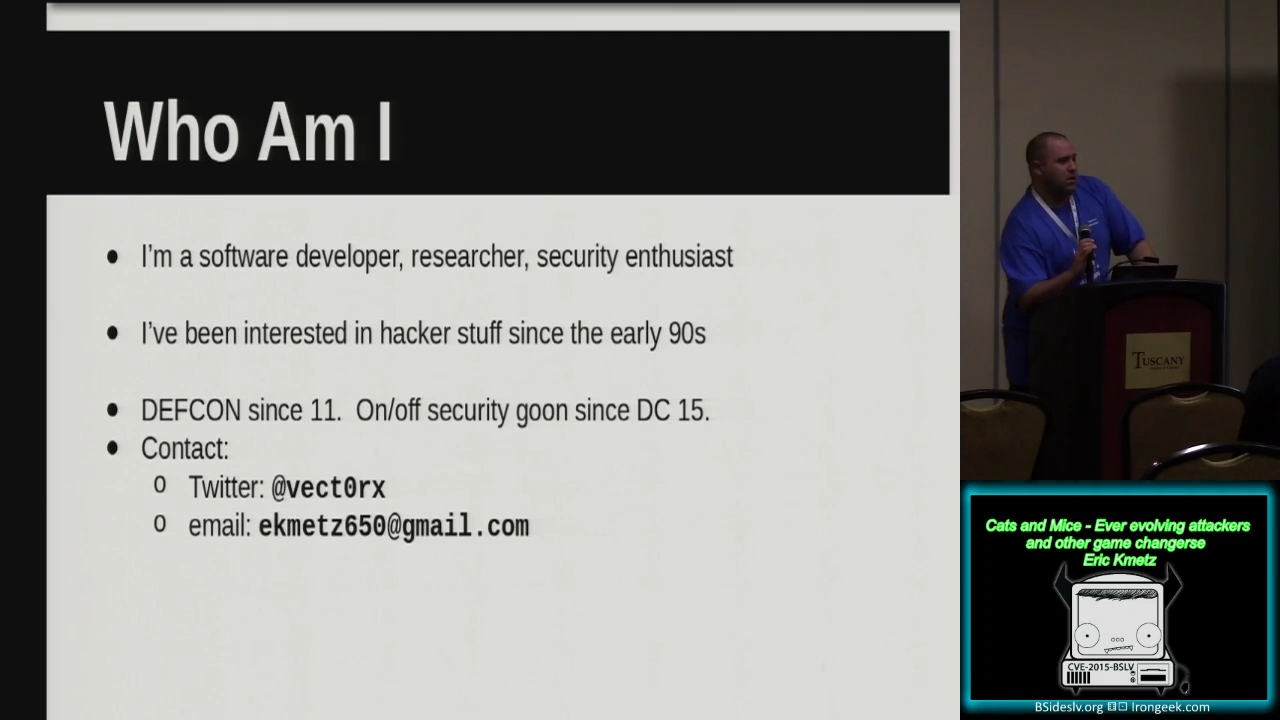 Who Am I
I'm a software developer, researcher, security enthusiast
I've been interested in hacker stuff since the early 90s
DEFCON since 11.  On/off security goon since DC 15.
Contact:
Twitter: @vect0rx
email: ekmetz650@gmail.com
TUSCANY
Cats and Mice - Ever evolving attackers
and other game changerse
Eric Kmetz
CVE-2015-BSLV
BSideslv.org Irongeek.com